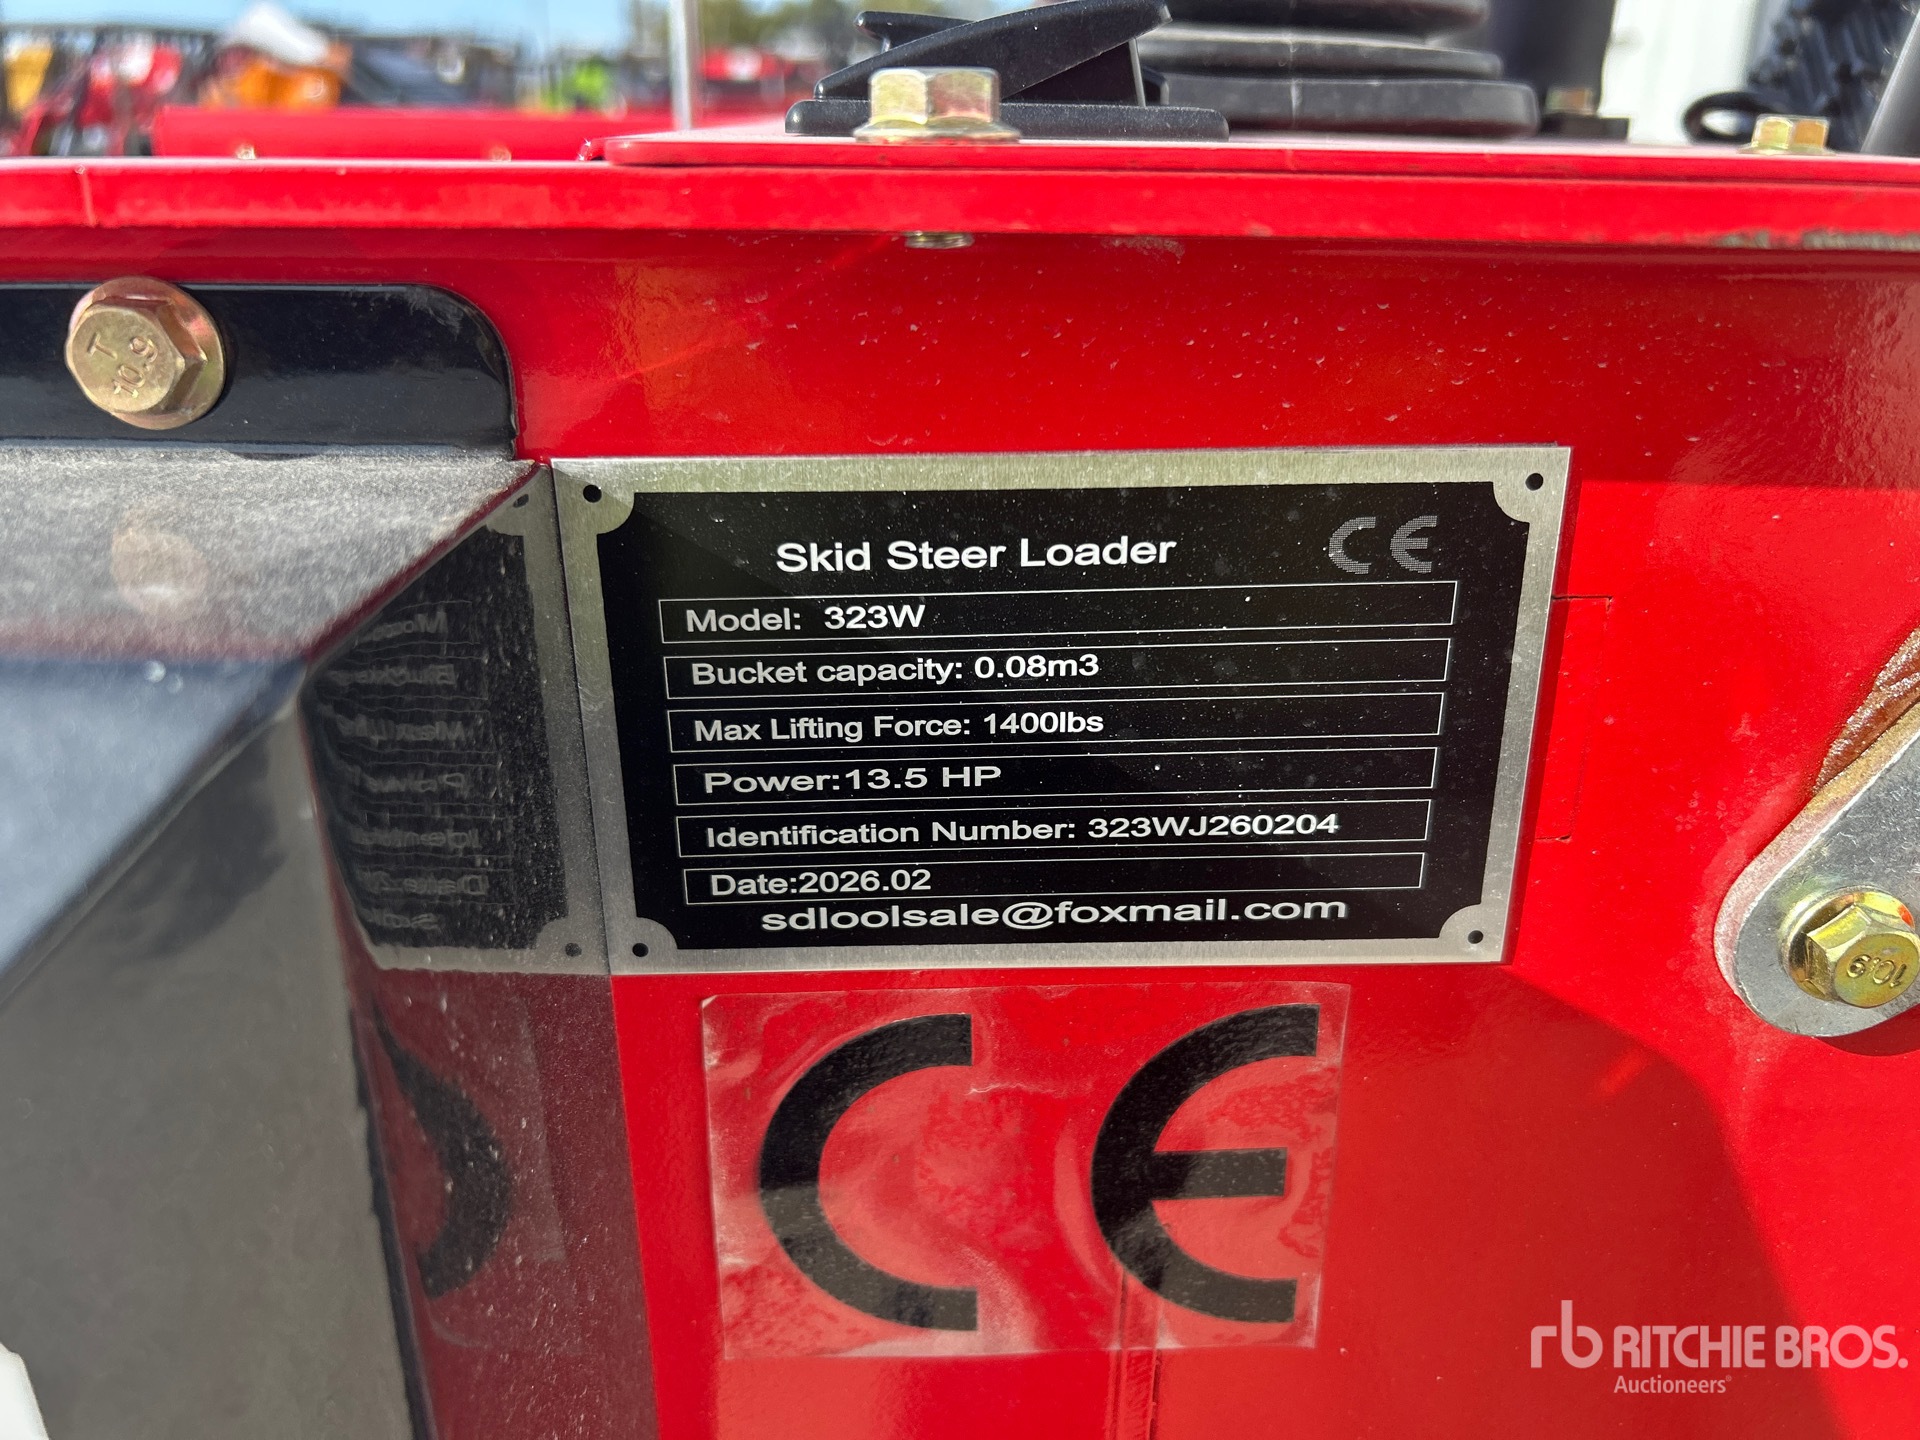 T
10.9
Skid Steer Loader CE
Model: 323W
Bucket capacity: 0.08m3
Max Lifting Force: 1400lbs
Power:13.5 HP
Identification Number: 323WJ260204
Date:2026.02
sdloolsale@foxmail.com
10.9
CE
rb RITCHIE BROS.
Auctioneers